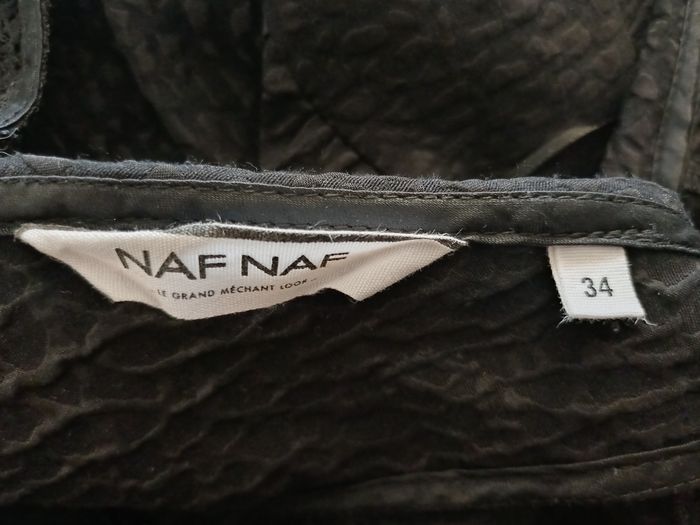 NAF NAF
LE GRAND MÉCHANT LOOK
34